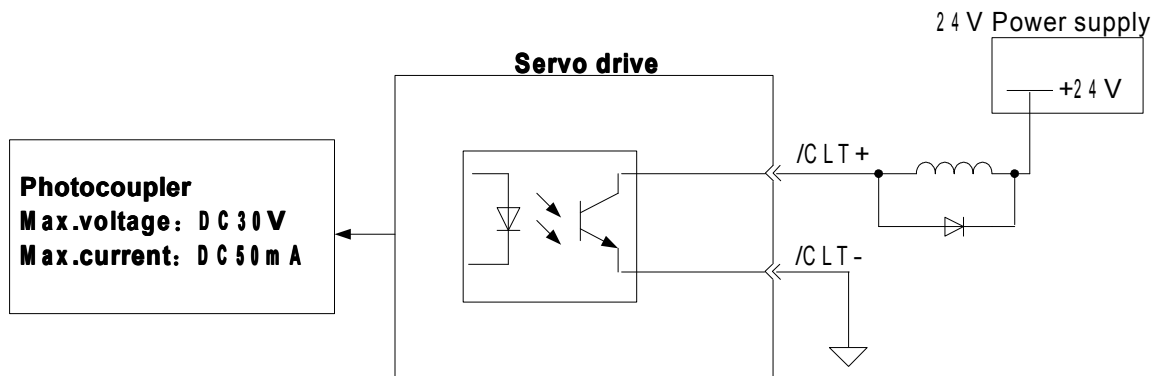 24V Power supply
+24V
Servo drive
/CLT+
Photocoupler
Max.voltage：DC30V
Max.current：DC50mA
/CLT-